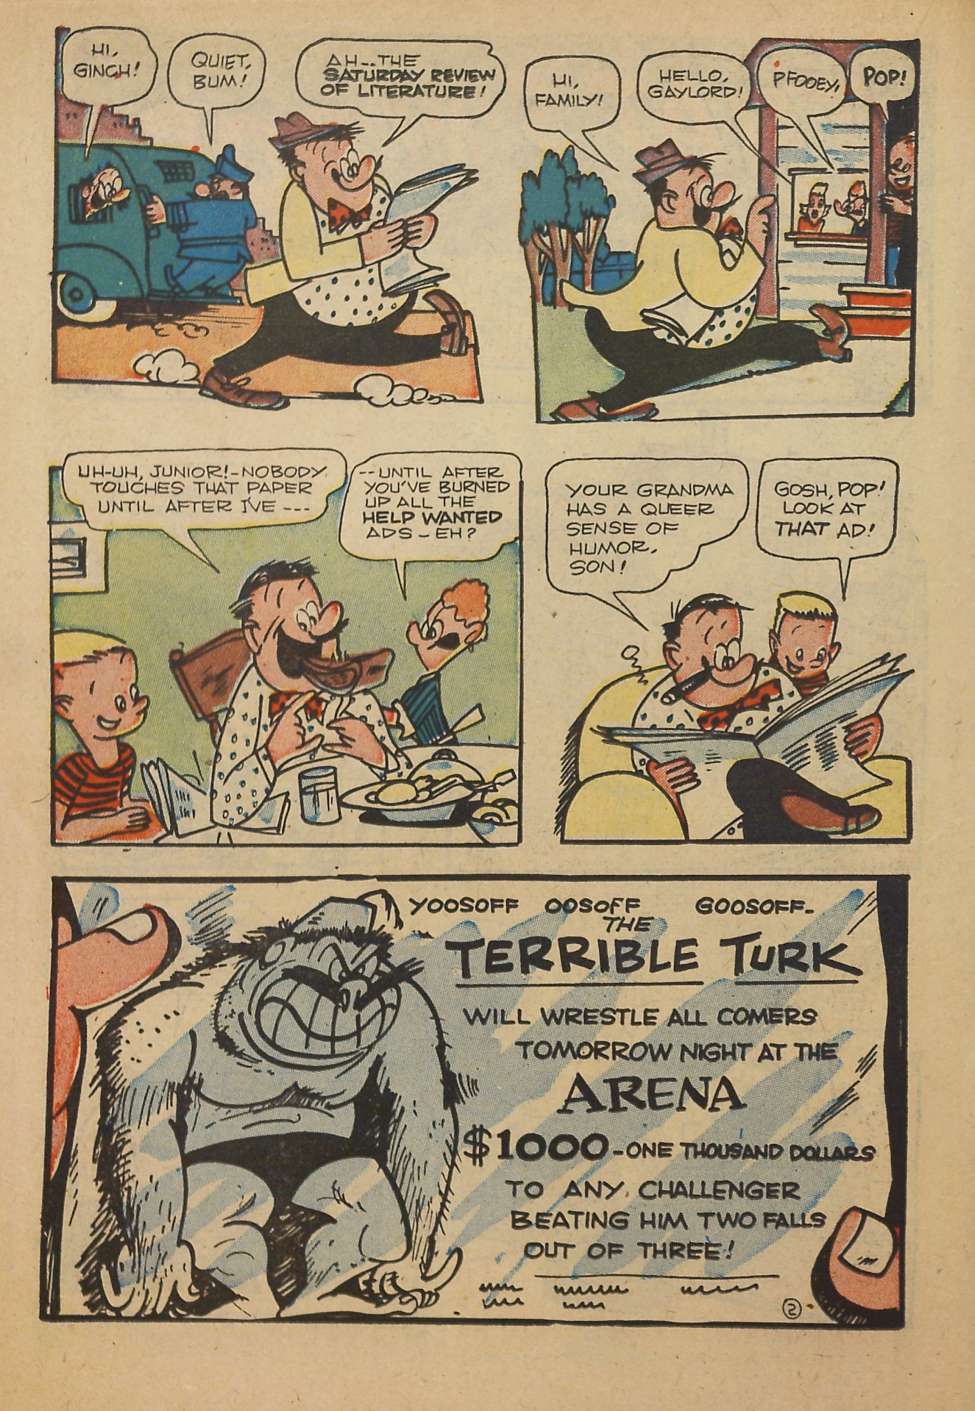 HI,
GINCH!
QUIET,
BUM!
AH--THE
SATURDAY REVIEW
OF LITERATURE!
HI,
FAMILY!
HELLO,
GAYLORD!
PFOOEY!
POP!
UH-UH, JUNIOR!-NOBODY
TOUCHES THAT PAPER
UNTIL AFTER I'VE ---
--UNTIL AFTER
YOU'VE BURNED
UP ALL THE
HELP WANTED
ADS - EH?
YOUR GRANDMA
HAS A QUEER
SENSE OF
HUMOR,
SON!
GOSH, POP!
LOOK AT
THAT AD!
YOOSOFF OOSOFF GOOSOFF-
THE
TERRIBLE TURK
WILL WRESTLE ALL COMERS
TOMORROW NIGHT AT THE
ARENA
$1000-ONE THOUSAND DOLLARS
TO ANY CHALLENGER
BEATING HIM TWO FALLS
OUT OF THREE!
2